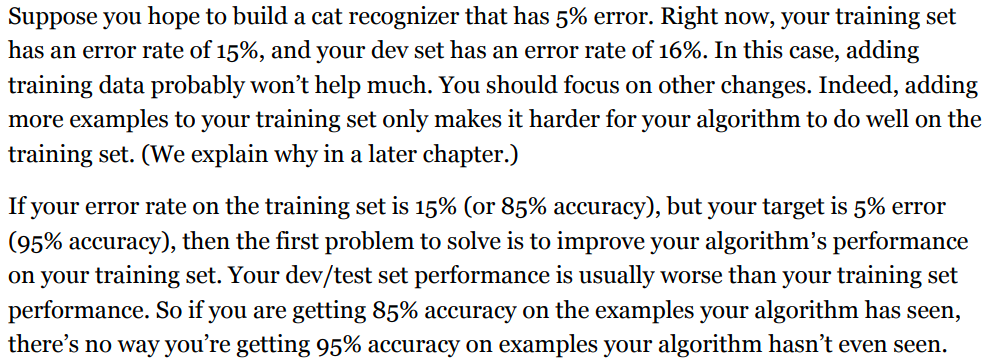 Suppose you hope to build a cat recognizer that has 5% error. Right now, your training set
has an error rate of 15%, and your dev set has an error rate of 16%. In this case, adding
training data probably won’t help much. You should focus on other changes. Indeed, adding
more examples to your training set only makes it harder for your algorithm to do well on the
training set. (We explain why in a later chapter.)
If your error rate on the training set is 15% (or 85% accuracy), but your target is 5% error
(95% accuracy), then the first problem to solve is to improve your algorithm’s performance
on your training set. Your dev/test set performance is usually worse than your training set
performance. So if you are getting 85% accuracy on the examples your algorithm has seen,
there’s no way you’re getting 95% accuracy on examples your algorithm hasn’t even seen.